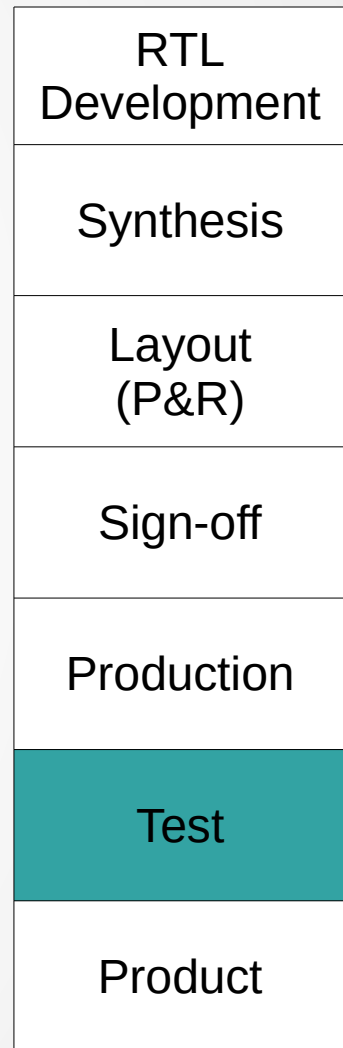 RTL
Development
Synthesis
Layout
(P&R)
Sign-off
Production
Test
Product